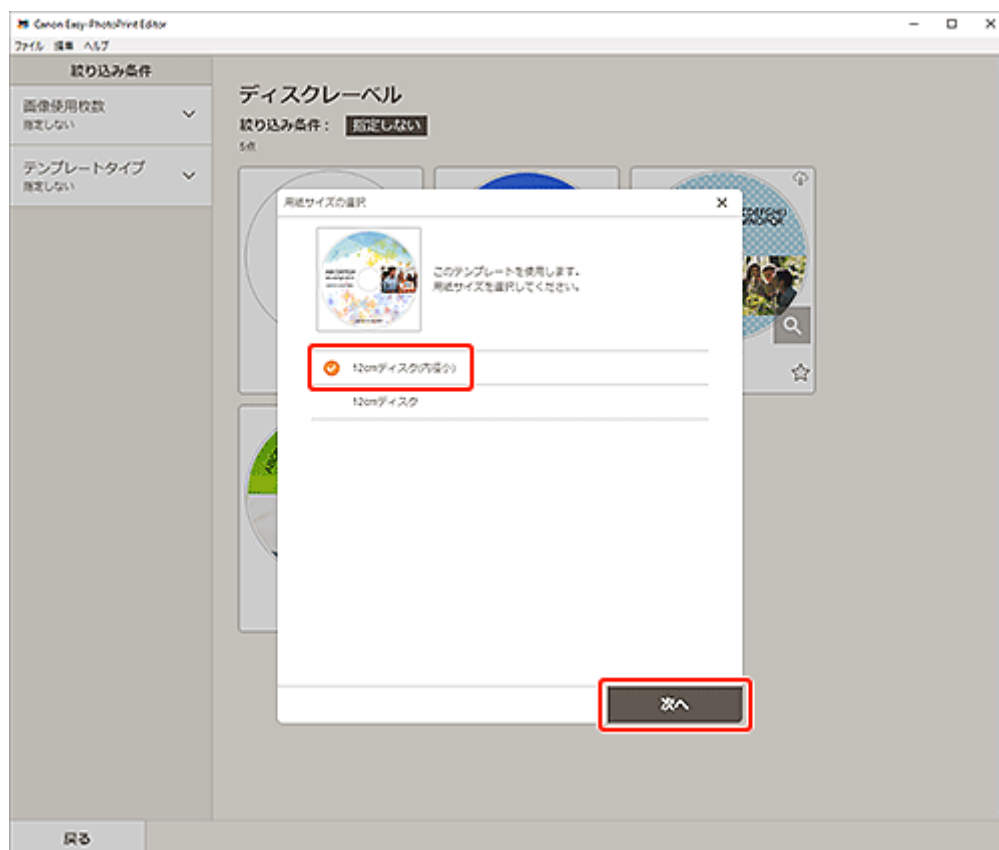 Canon Easy-PhotoPrint Editor
ファイル 編集 ヘルプ
絞り込み条件
画像使用枚数
指定しない
テンプレートタイプ
指定しない
ディスクレーベル
絞り込み条件： 指定しない
5点
用紙サイズの選択
このテンプレートを使用します。
用紙サイズを選択してください。
12cmディスク(内径小)
12cmディスク
次へ
戻る